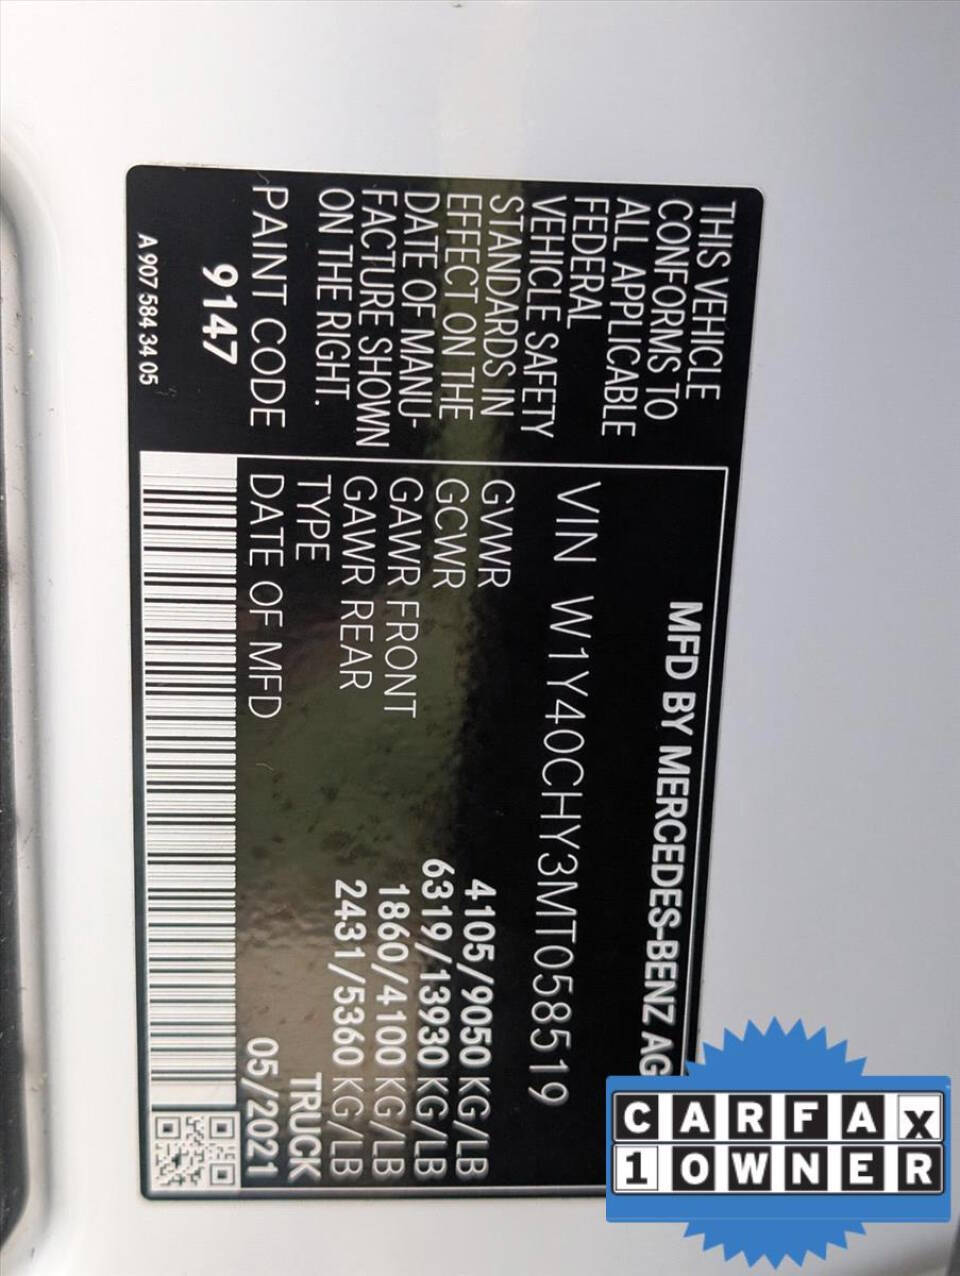 MFD BY MERCEDES-BENZ AG
THIS VEHICLE
CONFORMS TO
ALL APPLICABLE
FEDERAL
VEHICLE SAFETY
STANDARDS IN
EFFECT ON THE
DATE OF MANU-
FACTURE SHOWN
ON THE RIGHT.
PAINT CODE
9147
A 907 584 34 05
VIN W1Y40CHY3MT058519
GVWR 4105/9050 KG/LB
GCWR 6319/13930 KG/LB
GAWR FRONT 1860/4100 KG/LB
GAWR REAR 2431/5360 KG/LB
TYPE TRUCK
DATE OF MFD 05/2021
CARFAX
1 OWNER